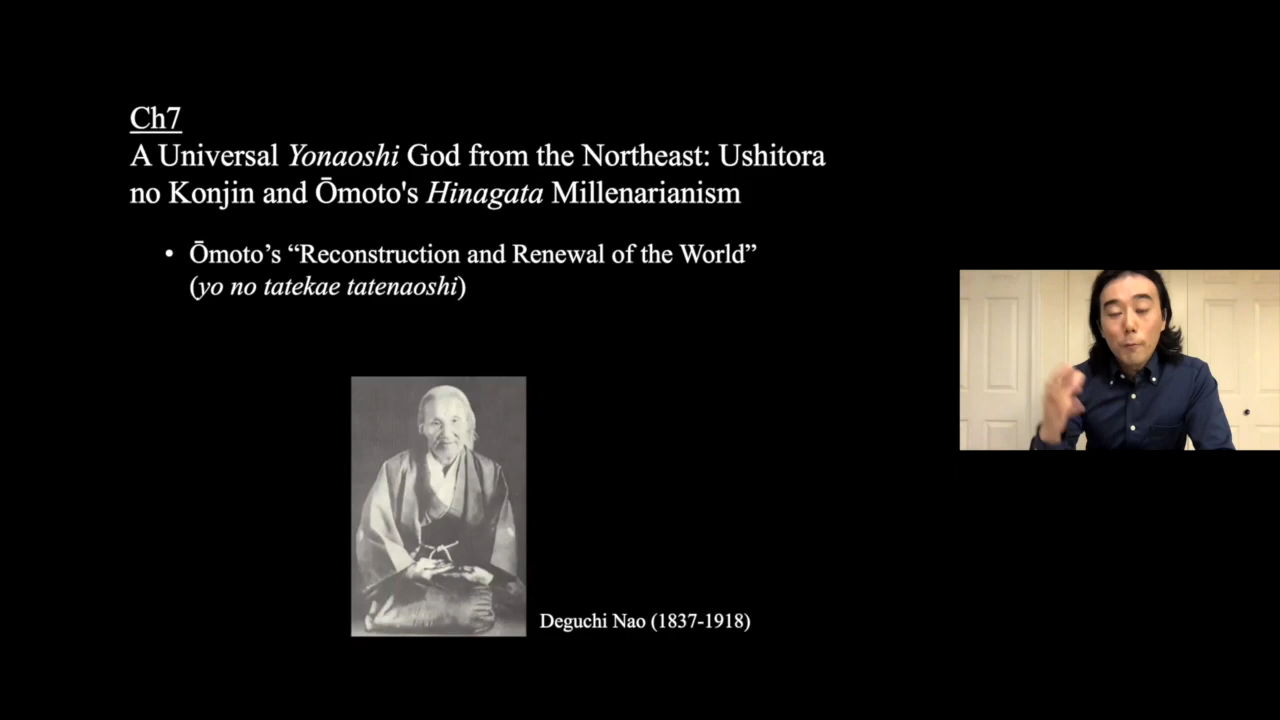 Ch7
A Universal Yonaoshi God from the Northeast: Ushitora
no Konjin and Ōmoto's Hinagata Millenarianism
• Ōmoto’s “Reconstruction and Renewal of the World”
(yo no tatekae tatenaoshi)
Deguchi Nao (1837-1918)